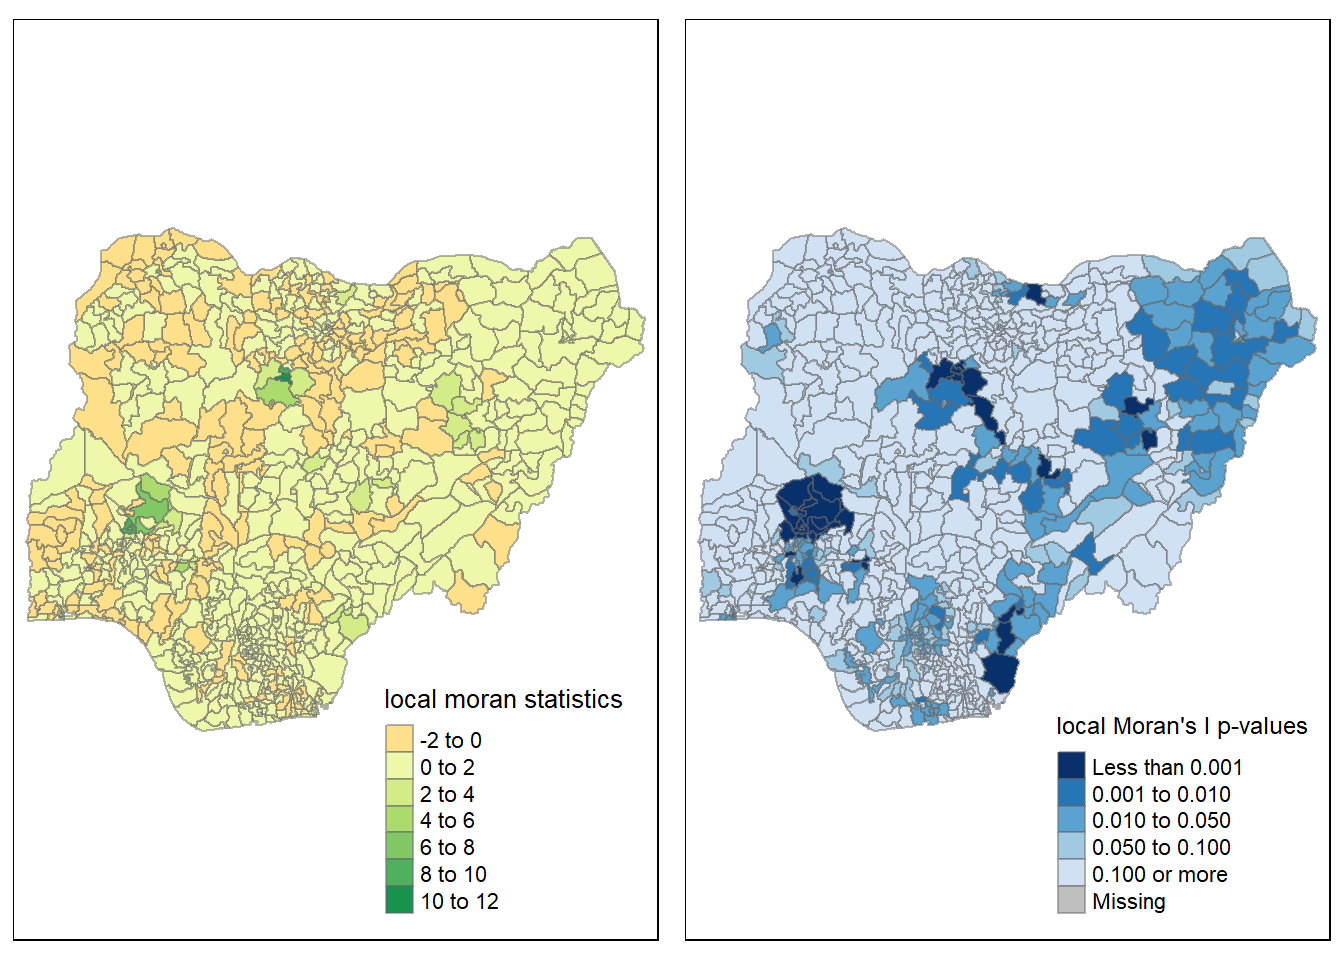 local moran statistics
-2 to 0
0 to 2
2 to 4
4 to 6
6 to 8
8 to 10
10 to 12
local Moran's I p-values
Less than 0.001
0.001 to 0.010
0.010 to 0.050
0.050 to 0.100
0.100 or more
Missing